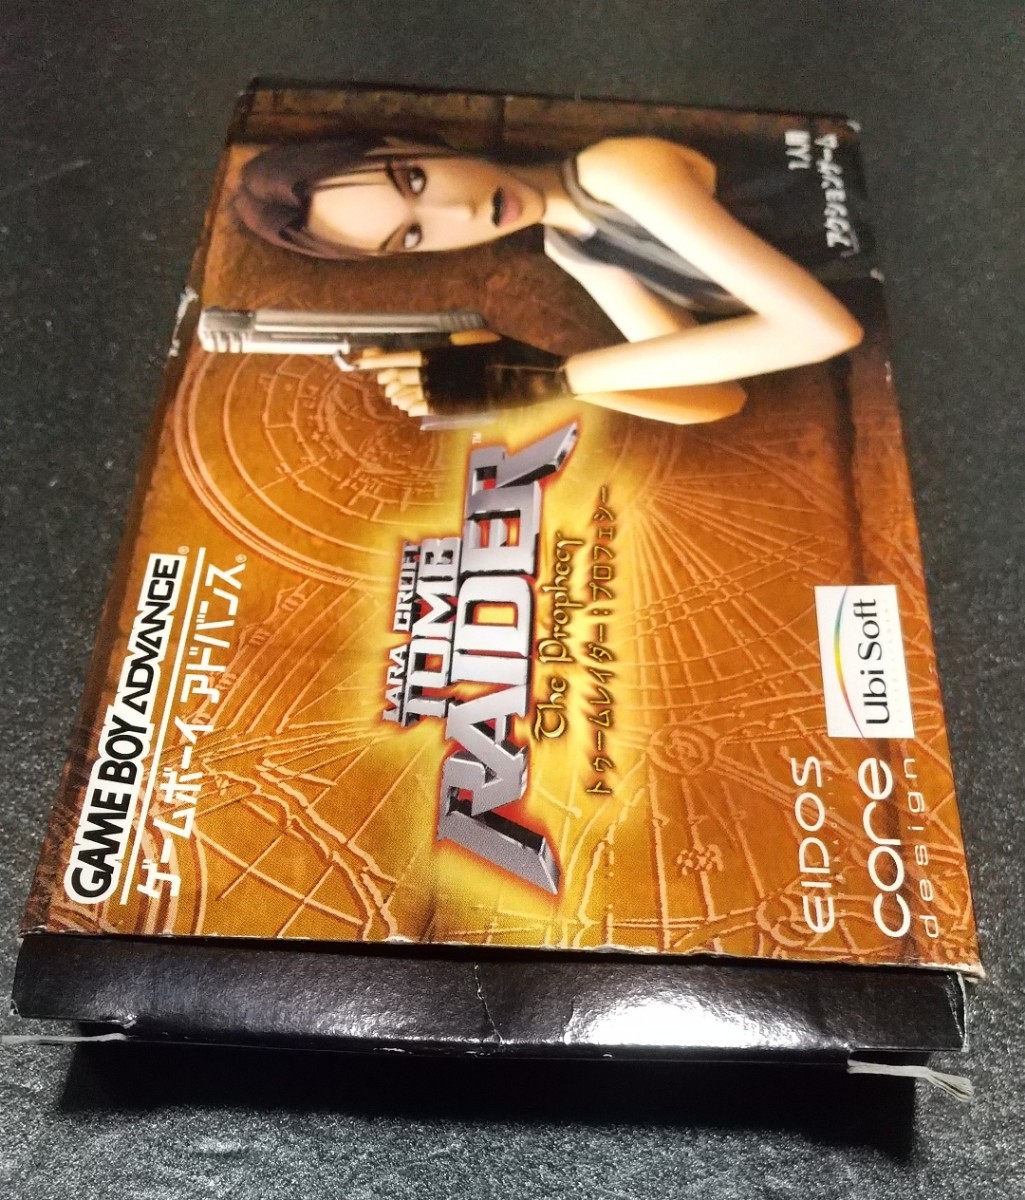 GAME BOY ADVANCE®
ゲームボーイ アドバンス®
LARA CROFT
TOMB
RAIDER™
The Prophecy
トゥームレイダー!プロフェシー
1人用
アクションゲーム
EIDOS
core
design
Ubi Soft